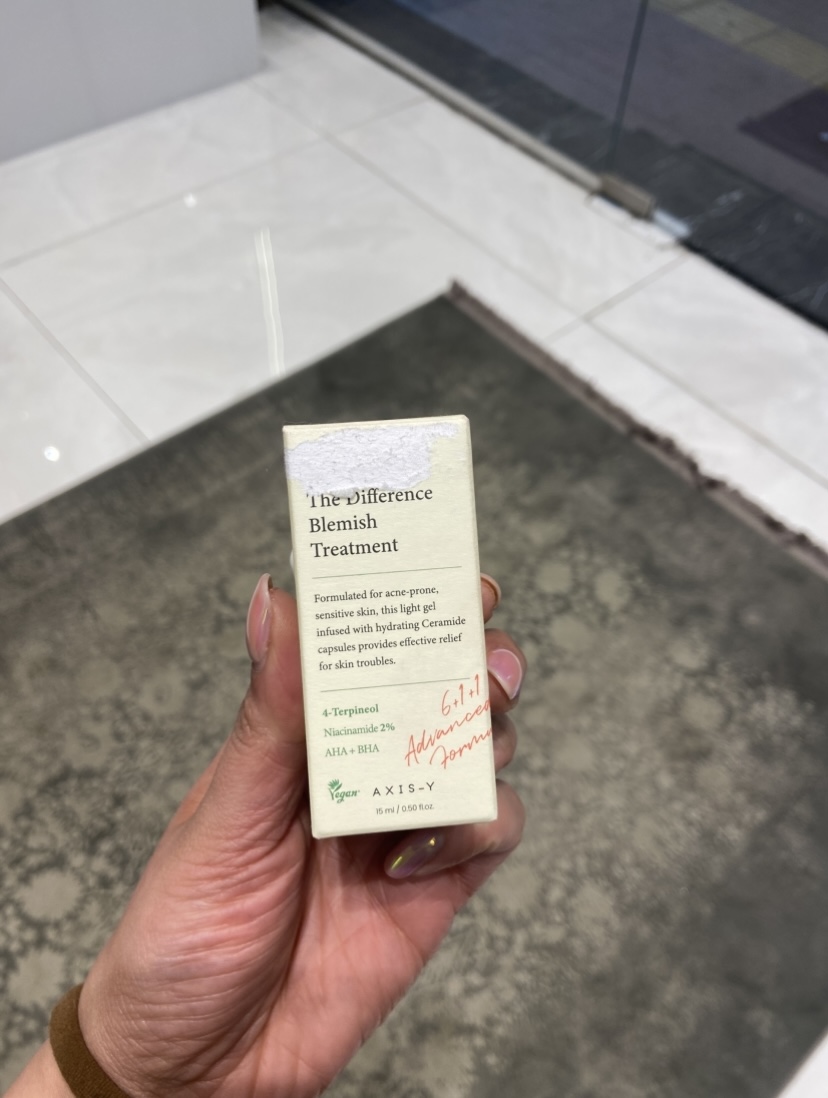 The Difference
Blemish
Treatment
Formulated for acne-prone,
sensitive skin, this light gel
infused with hydrating Ceramide
capsules provides effective relief
for skin troubles.
4-Terpineol
Niacinamide 2%
AHA + BHA
6+1+1
Advanced
Formu
Vegan
AXIS-Y
15 ml / 0.50 fl.oz.